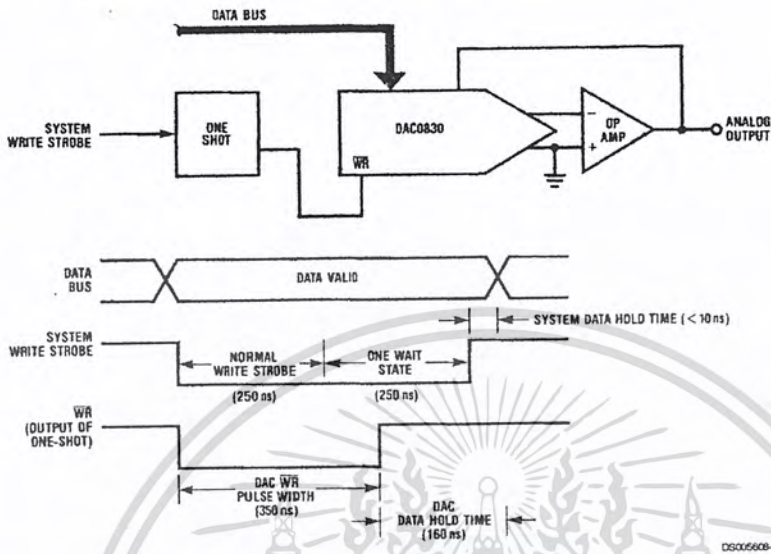 DATA BUS
SYSTEM
WRITE STROBE
ONE
SHOT
DAC0830
WR
−
+
OP
AMP
ANALOG
OUTPUT
DATA
BUS
DATA VALID
SYSTEM DATA HOLD TIME (<10 ns)
SYSTEM
WRITE STROBE
NORMAL
WRITE STROBE
(250 ns)
ONE WAIT
STATE
(250 ns)
WR
(OUTPUT OF
ONE-SHOT)
DAC WR
PULSE WIDTH
(350 ns)
DAC
DATA HOLD TIME
(160 ns)